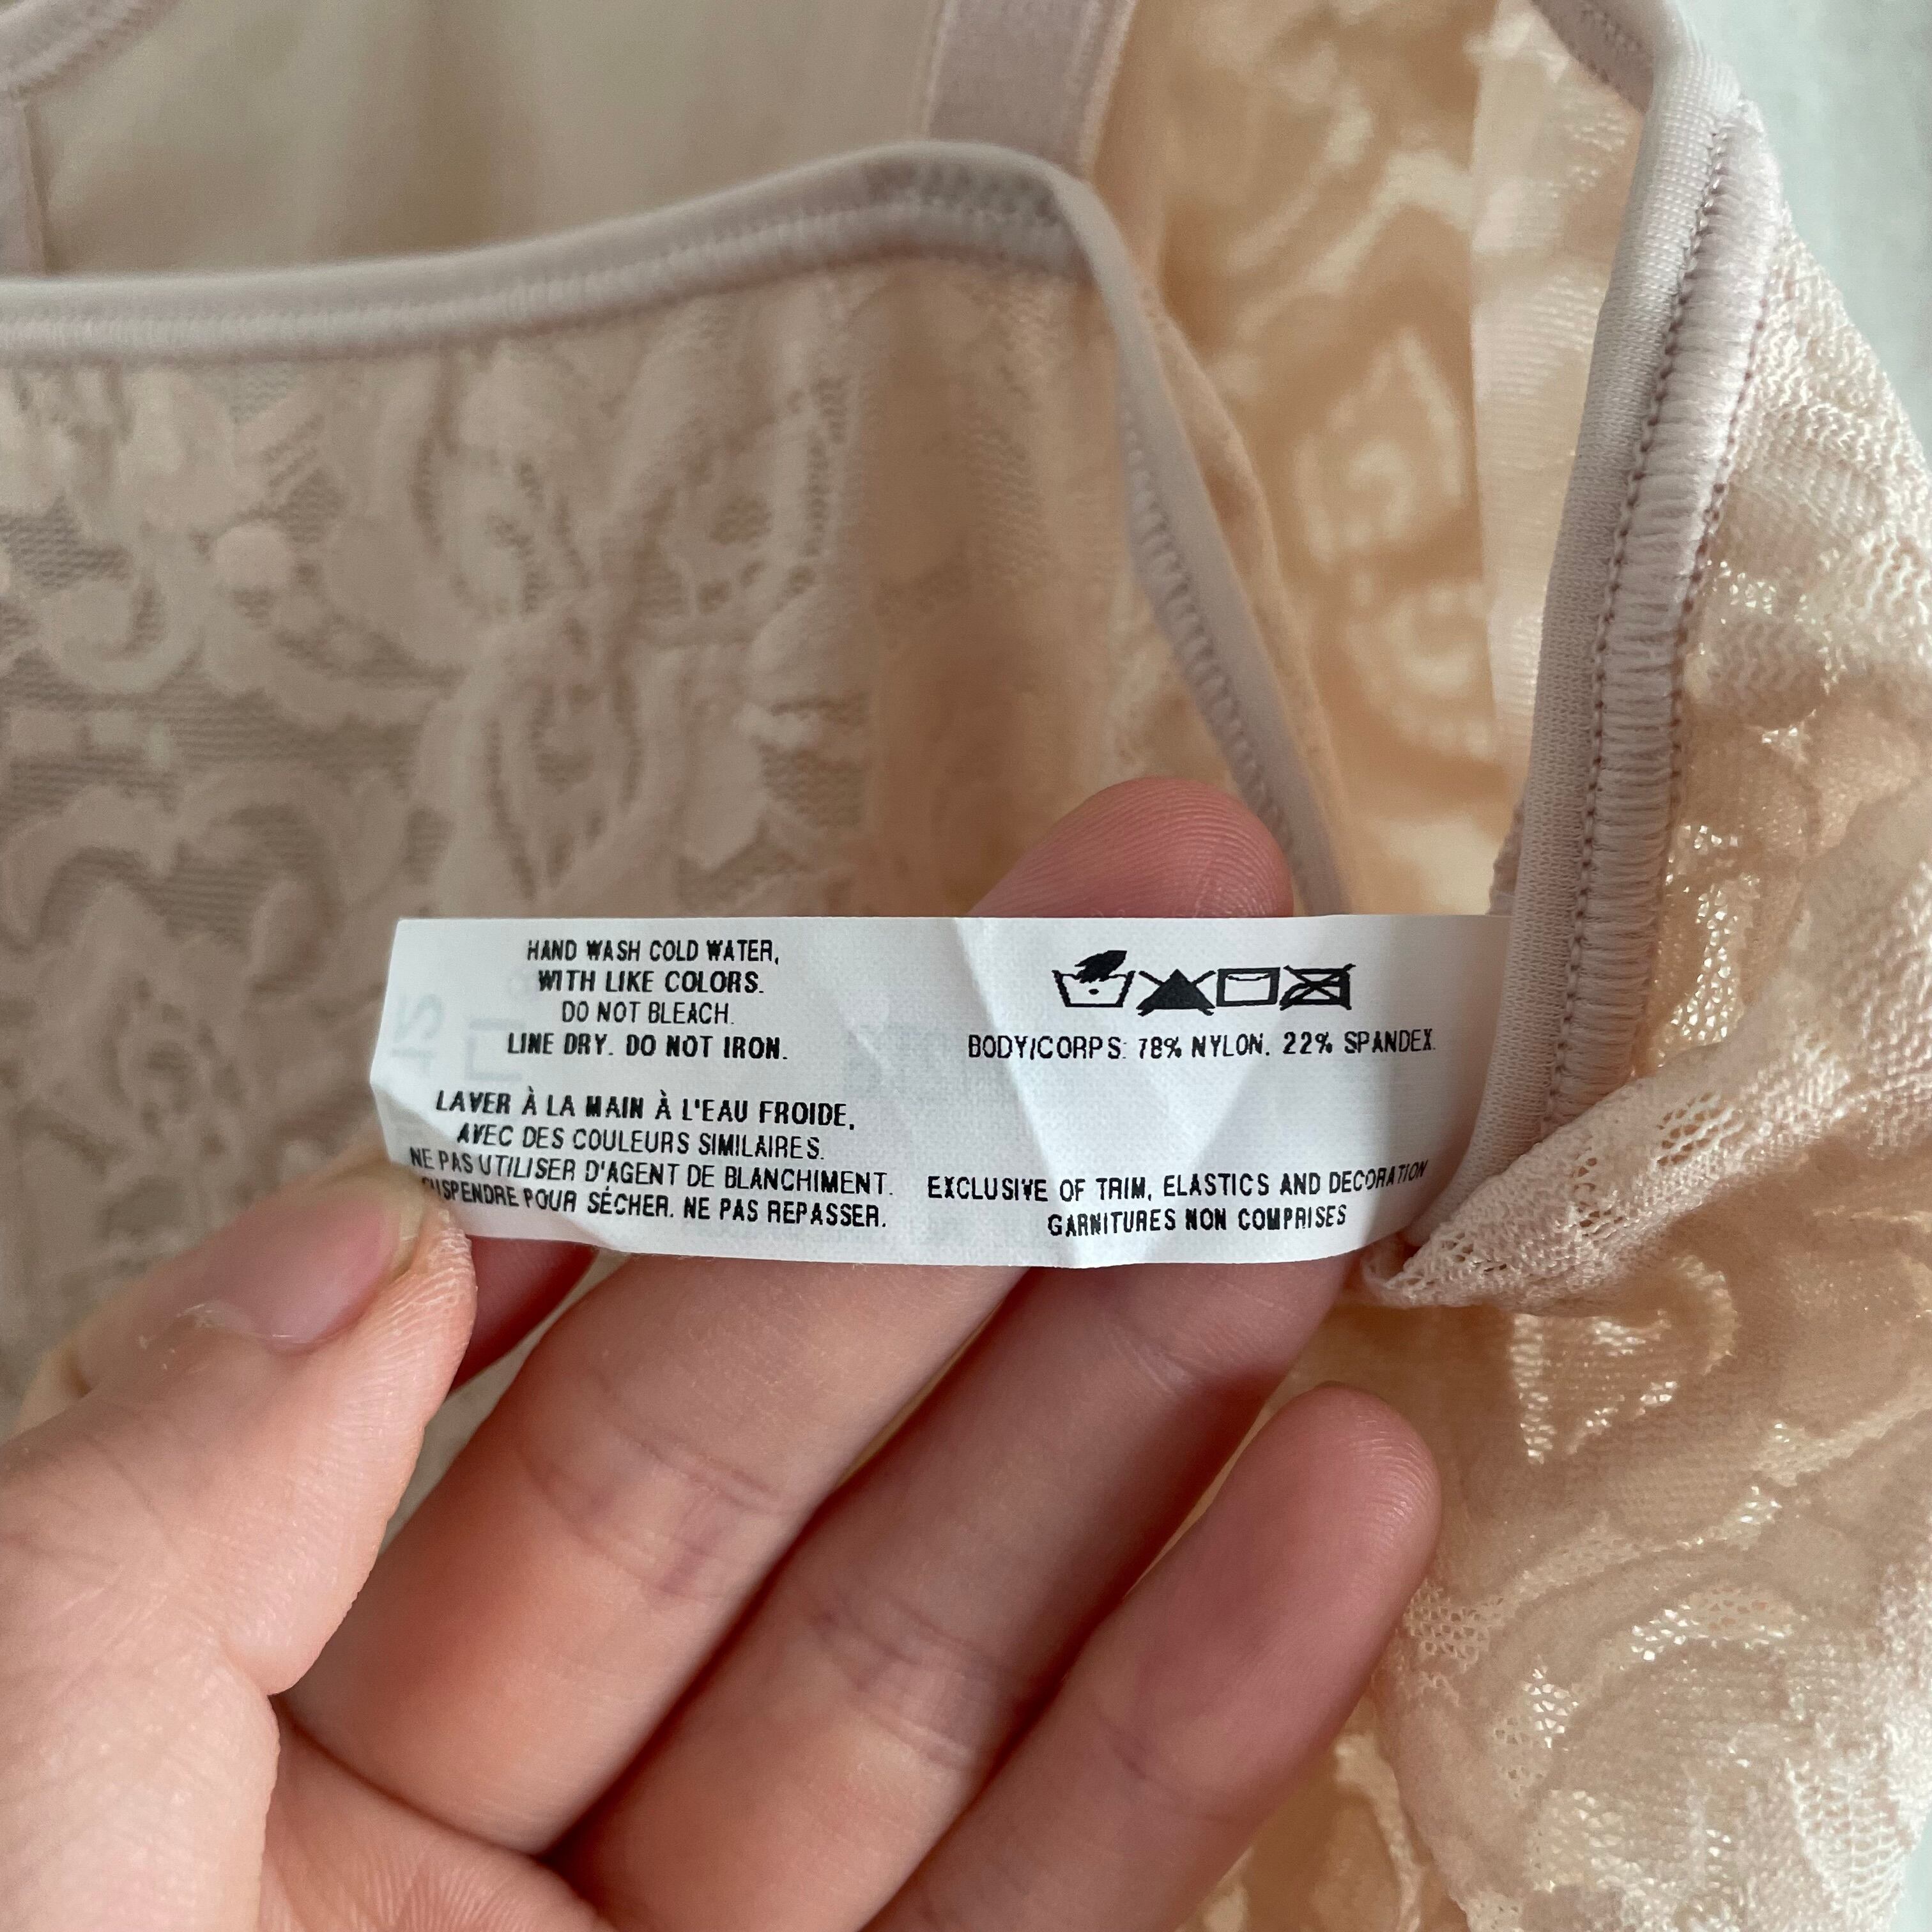 HAND WASH COLD WATER,
WITH LIKE COLORS.
DO NOT BLEACH.
LINE DRY. DO NOT IRON.
LAVER À LA MAIN À L'EAU FROIDE,
AVEC DES COULEURS SIMILAIRES.
NE PAS UTILISER D'AGENT DE BLANCHIMENT.
SUSPENDRE POUR SÉCHER. NE PAS REPASSER.
BODY/CORPS: 78% NYLON. 22% SPANDEX.
EXCLUSIVE OF TRIM, ELASTICS AND DECORATION
GARNITURES NON COMPRISES